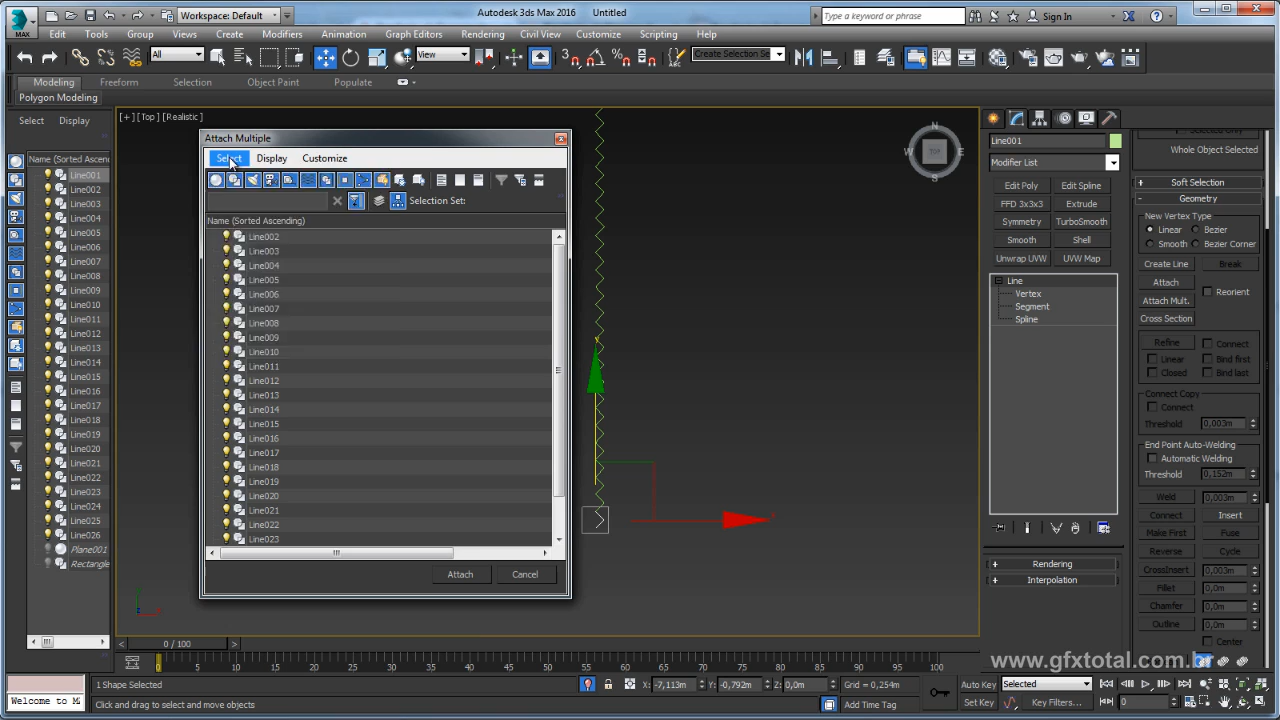 MAX
Workspace: Default
Autodesk 3ds Max 2016 Untitled
Type a keyword or phrase
Sign In
Edit Tools Group Views Create Modifiers Animation Graph Editors Rendering Civil View Customize Scripting Help
All
View
Create Selection Se
Modeling Freeform Selection Object Paint Populate
Polygon Modeling
Select Display
Name (Sorted Ascen
Line001
Line002
Line003
Line004
Line005
Line006
Line007
Line008
Line009
Line010
Line011
Line012
Line013
Line014
Line015
Line016
Line017
Line018
Line019
Line020
Line021
Line022
Line023
Line024
Line025
Line026
Plane001
Rectangle
[+] [Top] [Realistic]
Attach Multiple
Select Display Customize
Selection Set:
Name (Sorted Ascending)
Line002
Line003
Line004
Line005
Line006
Line007
Line008
Line009
Line010
Line011
Line012
Line013
Line014
Line015
Line016
Line017
Line018
Line019
Line020
Line021
Line022
Line023
Attach Cancel
N
W TOP E
S
Line001
Modifier List
Edit Poly Edit Spline
FFD 3x3x3 Extrude
Symmetry TurboSmooth
Smooth Shell
Unwrap UVW UVW Map
Line
Vertex
Segment
Spline
Rendering
Interpolation
Whole Object Selected
Soft Selection
Geometry
New Vertex Type
Linear Bezier
Smooth Bezier Corner
Create Line Break
Attach Reorient
Attach Mult.
Cross Section
Refine Connect
Linear Bind first
Closed Bind last
Connect Copy
Connect
Threshold 0,003m
End Point Auto-Welding
Automatic Welding
Threshold 0,152m
Weld 0,003m
Connect Insert
Make First Fuse
Reverse Cycle
CrossInsert 0,003m
Fillet 0,0m
Chamfer 0,0m
Outline 0,0m
Center
www.gfxtotal.com.br
0 / 100
0 5 10 15 20 25 30 35 40 45 50 55 60 65 70 75 80 85 90 95 100
1 Shape Selected
X: -7,113m Y: -0,792m Z: 0,0m Grid = 0,254m
Auto Key Selected
Welcome to M
Click and drag to select and move objects
Add Time Tag
Set Key Key Filters... 0